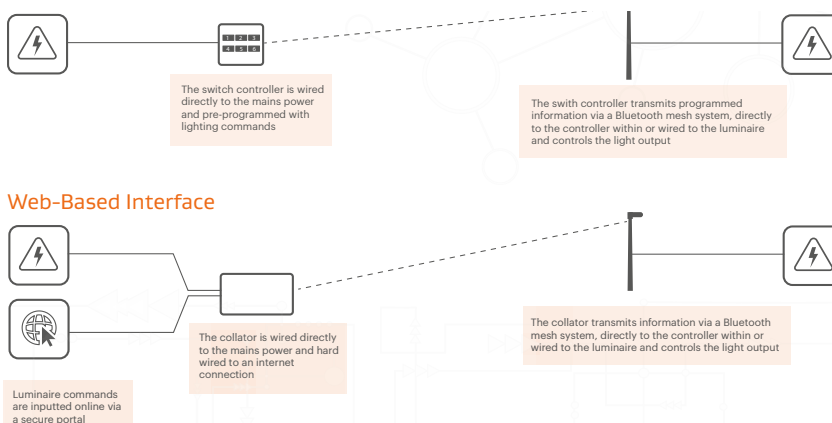 1 2 3
4 5 6
The switch controller is wired
directly to the mains power
and pre-programmed with
lighting commands
The swith controller transmits programmed
information via a Bluetooth mesh system, directly
to the controller within or wired to the luminaire
and controls the light output
Web-Based Interface
The collator is wired directly
to the mains power and hard
wired to an internet
connection
The collator transmits information via a Bluetooth
mesh system, directly to the controller within or
wired to the luminaire and controls the light output
Luminaire commands
are inputted online via
a secure portal